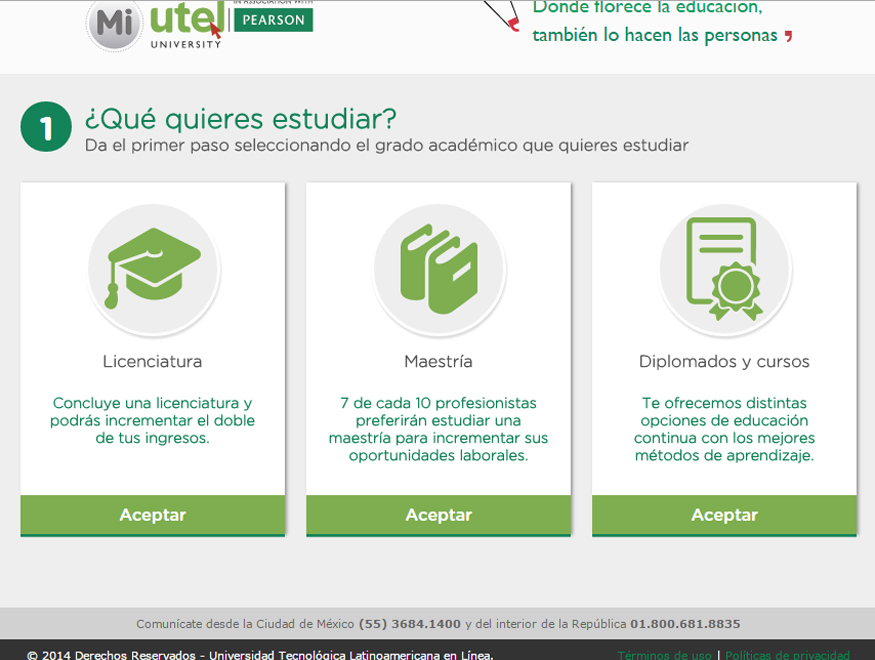 IN ASSOCIATION WITH
Mi utel
UNIVERSITY
PEARSON
Donde florece la educación,
también lo hacen las personas
1
¿Qué quieres estudiar?
Da el primer paso seleccionando el grado académico que quieres estudiar
Licenciatura
Concluye una licenciatura y
podrás incrementar el doble
de tus ingresos.
Aceptar
Maestría
7 de cada 10 profesionistas
preferirán estudiar una
maestría para incrementar sus
oportunidades laborales.
Aceptar
Diplomados y cursos
Te ofrecemos distintas
opciones de educación
continua con los mejores
métodos de aprendizaje.
Aceptar
Comunícate desde la Ciudad de México (55) 3684.1400 y del interior de la República 01.800.681.8835
© 2014 Derechos Reservados - Universidad Tecnológica Latinoamericana en Línea.
Términos de uso | Políticas de privacidad